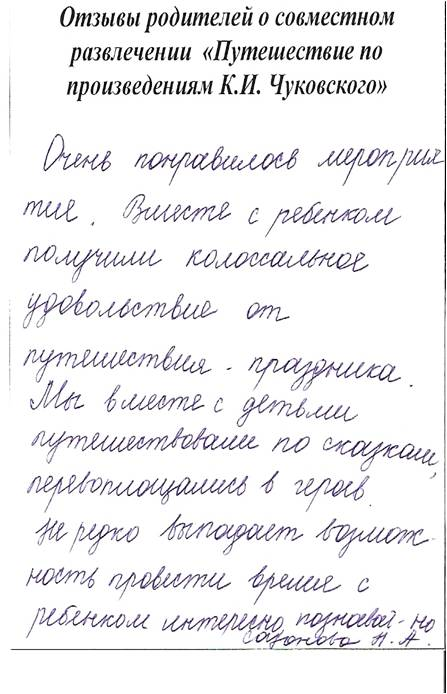 Отзывы родителей о совместном
развлечении «Путешествие по
произведениям К.И. Чуковского»
Очень понравилось мероприя
тие. Вместе с ребенком
получили колоссальное
удовольствие от
путешествия - праздника.
Мы вместе с детьми
путешествовали по сказкам,
перевоплощались в героев.
Не редко выпадает возмож-
ность провести время с
ребенком интересно, познават-но
Сазонова Н.А.